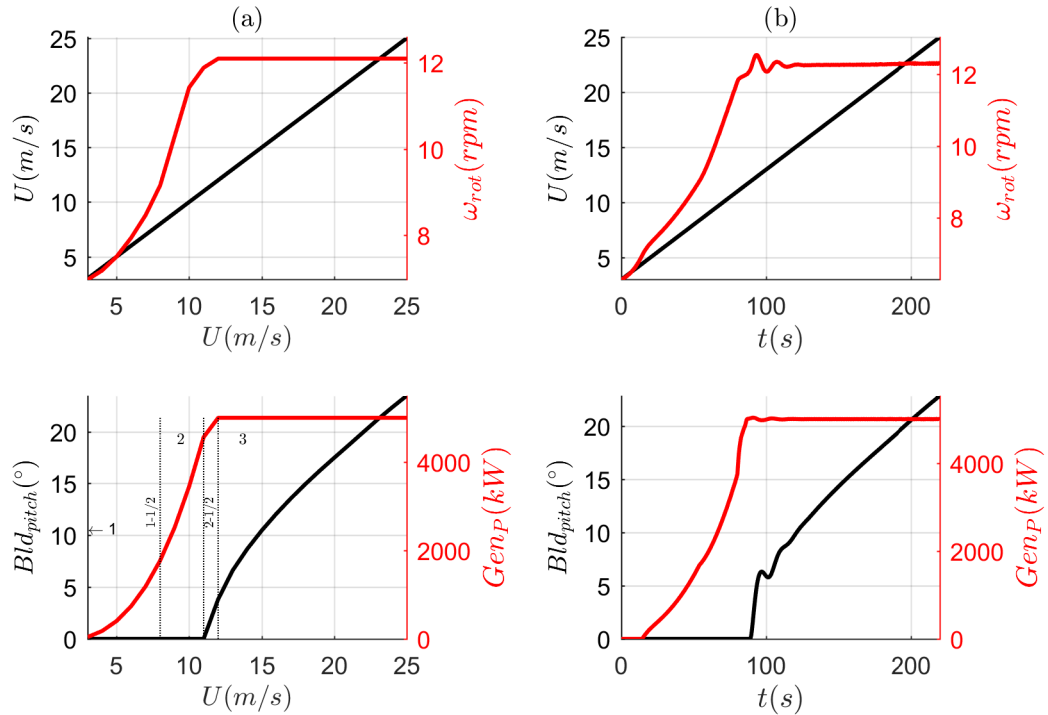 (a)
25
20
15
10
5
U(m/s)
12
10
8
ω_rot(rpm)
5 10 15 20 25
U(m/s)
(b)
25
20
15
10
5
U(m/s)
12
10
8
ω_rot(rpm)
0 100 200
t(s)
20
15
10
5
0
Bld_pitch(°)
← 1
1-1/2
2
2-1/2
3
4000
2000
0
Gen_P(kW)
5 10 15 20 25
U(m/s)
20
15
10
5
0
Bld_pitch(°)
4000
2000
0
Gen_P(kW)
0 100 200
t(s)